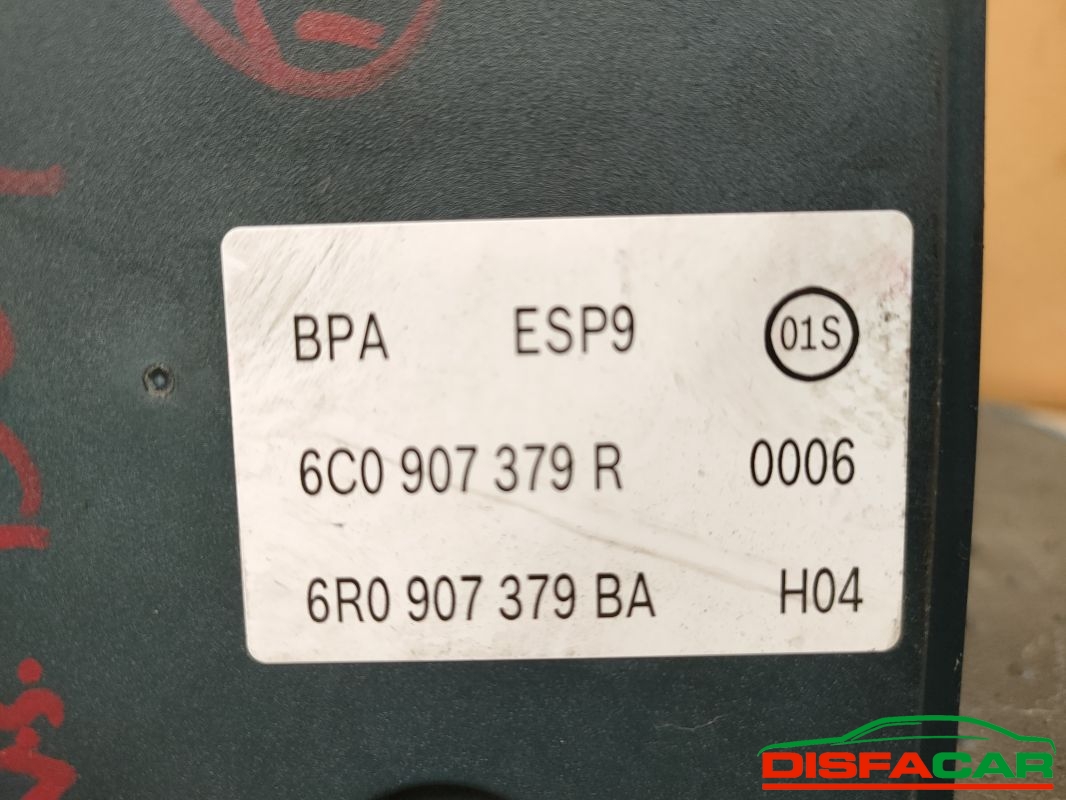 BPA ESP9 01S
6C0 907 379 R 0006
6R0 907 379 BA H04
DISFACAR